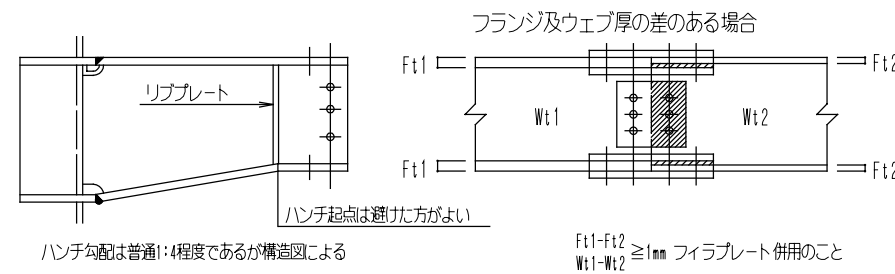 フランジ及ウェブ厚の差のある場合
リブプレート
Ft1
Ft2
Wt1
Wt2
Ft1
Ft2
ハンチ起点は避けた方がよい
ハンチ勾配は普通1:4程度であるが構造図による
Ft1-Ft2
Wt1-Wt2 ≧1mm フィラプレート併用のこと